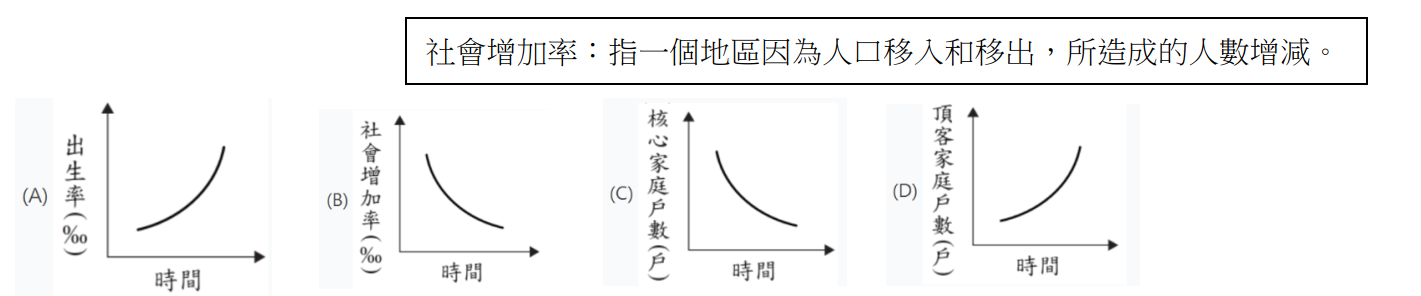 社會增加率：指一個地區因為人口移入和移出，所造成的人數增減。
(A)
出生率(‰)
時間
(B)
社會增加率(‰)
時間
(C)
核心家庭戶數(戶)
時間
(D)
頂客家庭戶數(戶)
時間